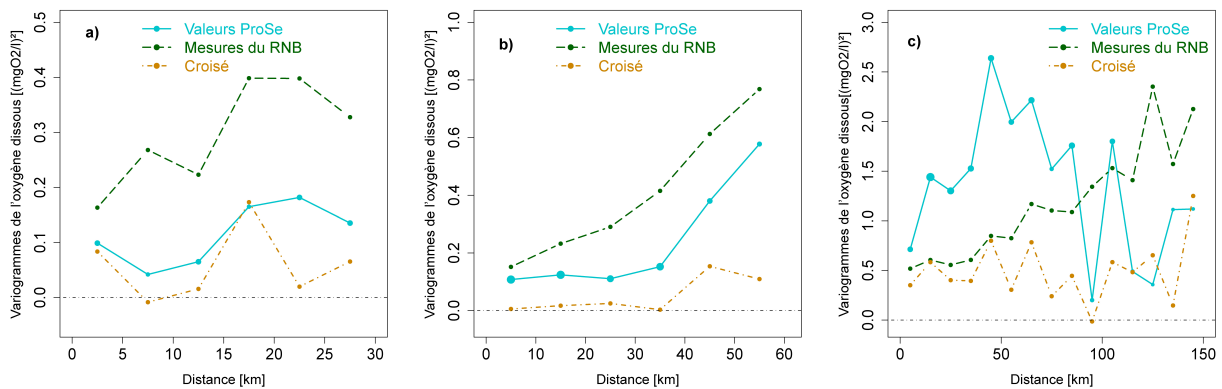 a)
Valeurs ProSe
Mesures du RNB
Croisé
Variogrammes de l'oxygène dissous [(mgO2/l)²]
0.0
0.1
0.2
0.3
0.4
0.5
0 5 10 15 20 25 30
Distance [km]
b)
Valeurs ProSe
Mesures du RNB
Croisé
Variogrammes de l'oxygène dissous [(mgO2/l)²]
0.0
0.2
0.4
0.6
0.8
1.0
0 10 20 30 40 50 60
Distance [km]
c)
Valeurs ProSe
Mesures du RNB
Croisé
Variogrammes de l'oxygène dissous[(mgO2/l)²]
0.0
0.5
1.0
1.5
2.0
2.5
3.0
0 50 100 150
Distance [km]